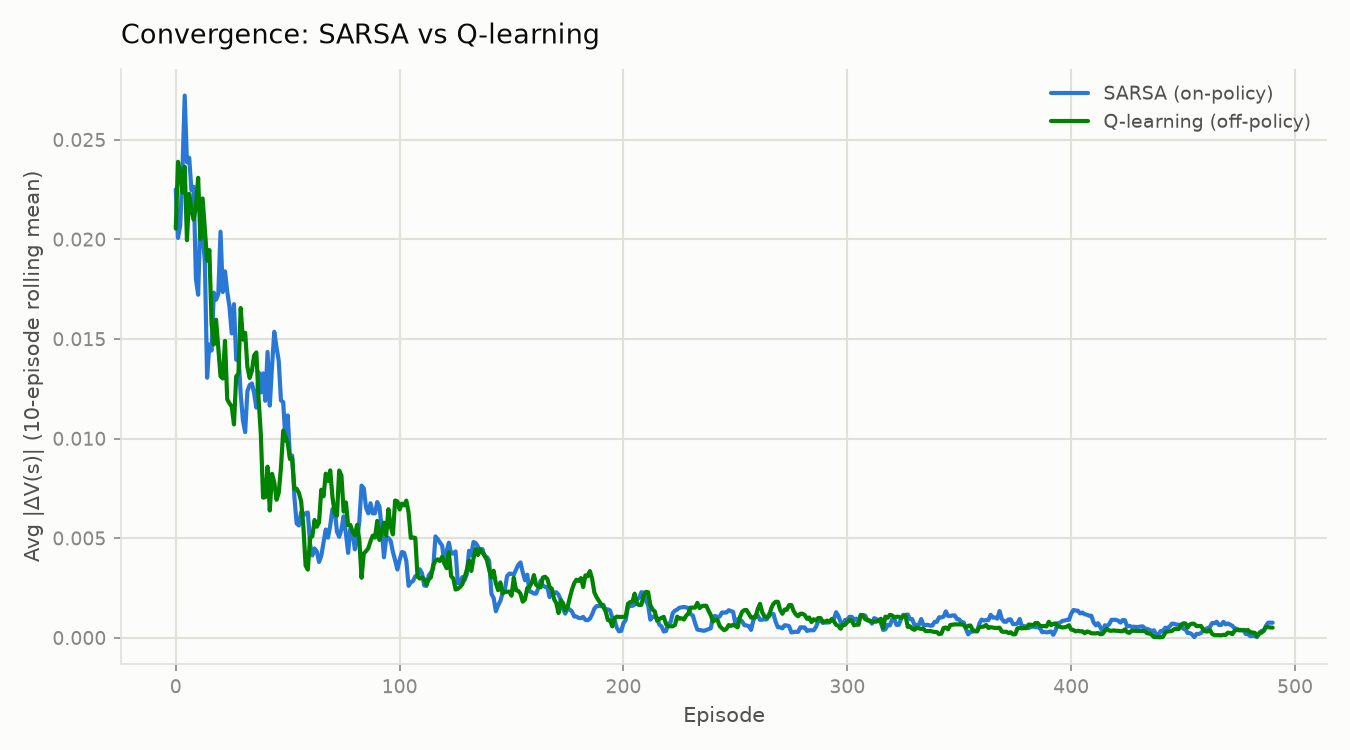 Convergence: SARSA vs Q-learning
SARSA (on-policy)
Q-learning (off-policy)
Avg |ΔV(s)| (10-episode rolling mean)
0.025
0.020
0.015
0.010
0.005
0.000
0
100
200
300
400
500
Episode